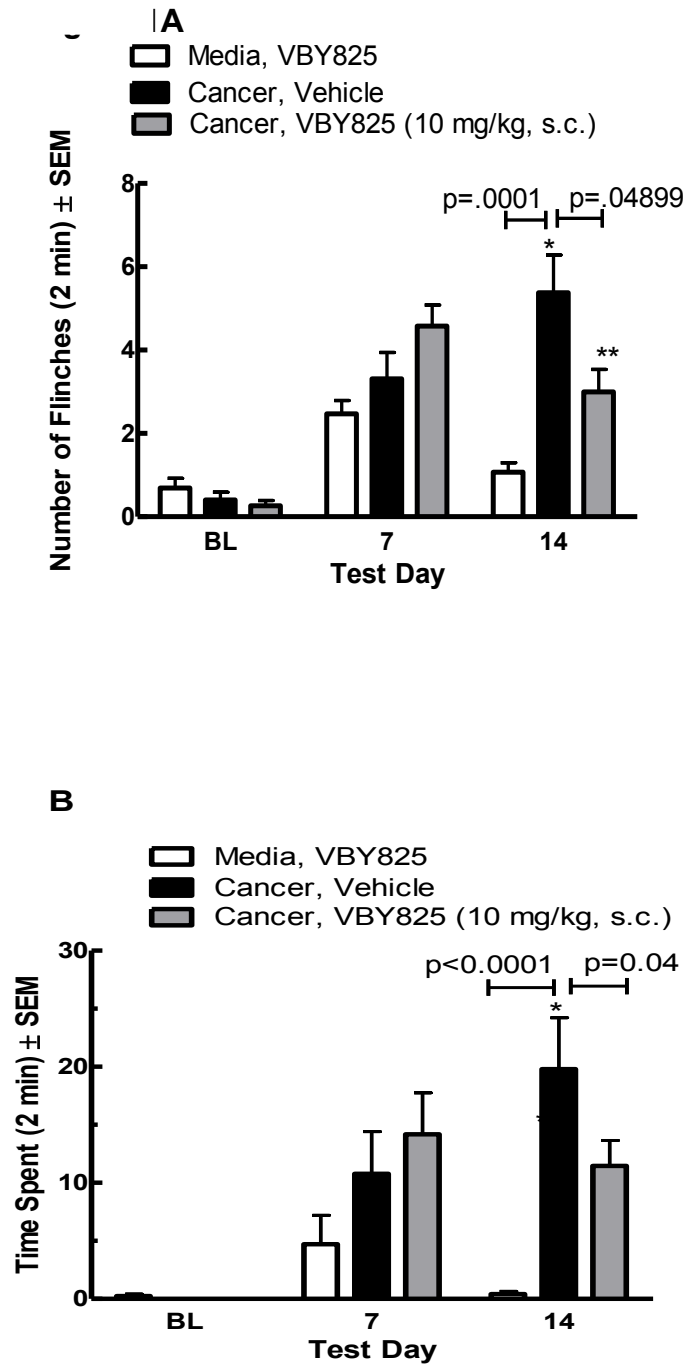 A
Media, VBY825
Cancer, Vehicle
Cancer, VBY825 (10 mg/kg, s.c.)
Number of Flinches (2 min) ± SEM
8
6
4
2
0
p=.0001
p=.04899
*
**
BL
7
14
Test Day
B
Media, VBY825
Cancer, Vehicle
Cancer, VBY825 (10 mg/kg, s.c.)
Time Spent (2 min) ± SEM
30
20
10
0
p<0.0001
p=0.04
*
*
BL
7
14
Test Day